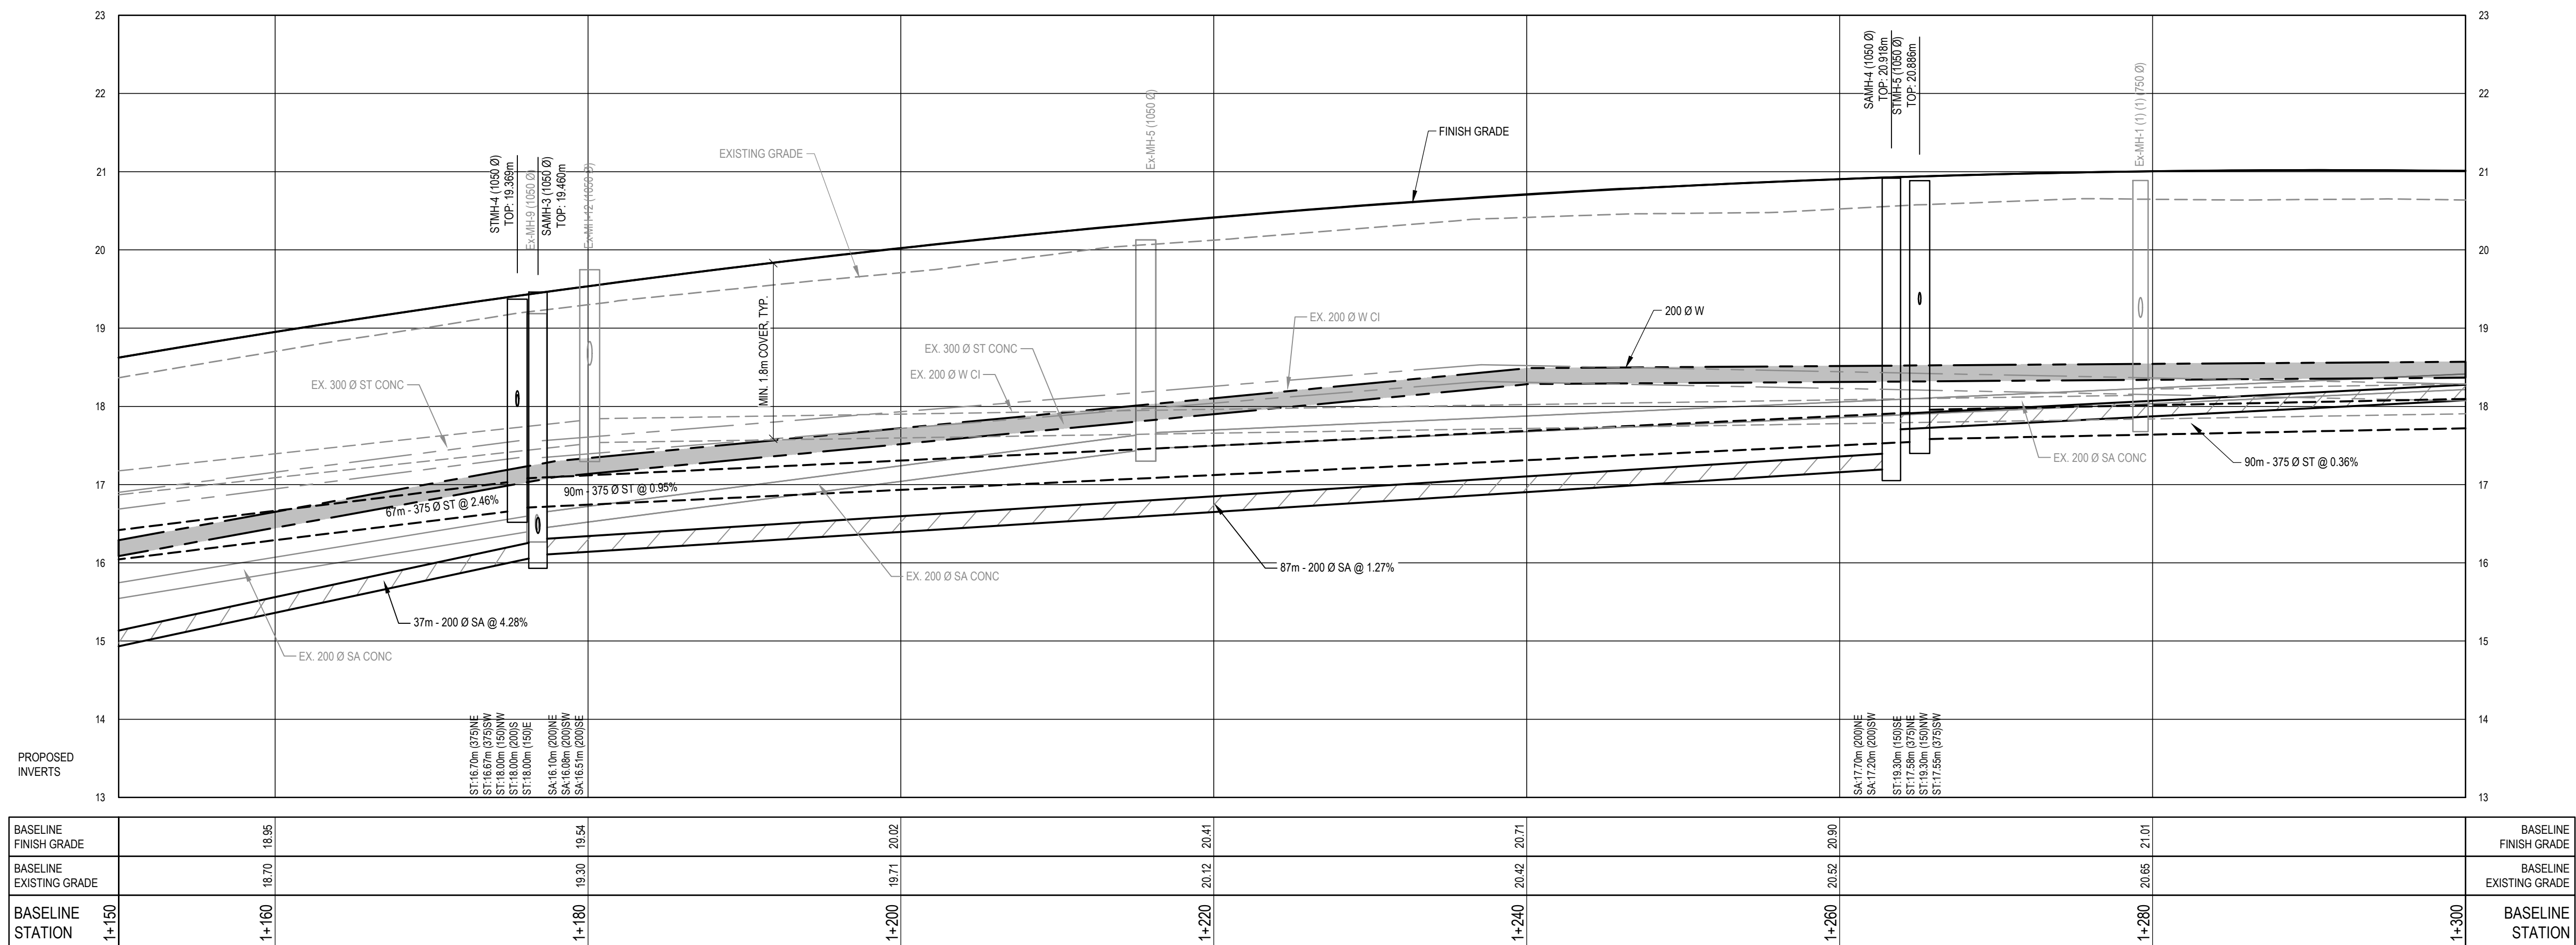 23
22
21
20
19
18
17
16
15
14
13
23
22
21
20
19
18
17
16
15
14
13
STMH-4 (1050 Ø)
TOP: 19.369m
Ex-MH-9 (1050 Ø)
SAMH-3 (1050 Ø)
TOP: 19.460m
Ex-MH-12 (1050 Ø)
EXISTING GRADE
Ex-MH-5 (1050 Ø)
FINISH GRADE
SAMH-4 (1050 Ø)
TOP: 20.918m
STMH-5 (1050 Ø)
TOP: 20.886m
Ex-MH-1 (1) (1) (750 Ø)
MIN. 1.8m COVER, TYP.
EX. 200 Ø W CI
200 Ø W
EX. 300 Ø ST CONC
EX. 200 Ø W CI
EX. 300 Ø ST CONC
67m - 375 Ø ST @ 2.46%
90m - 375 Ø ST @ 0.95%
EX. 200 Ø SA CONC
90m - 375 Ø ST @ 0.36%
EX. 200 Ø SA CONC
87m - 200 Ø SA @ 1.27%
37m - 200 Ø SA @ 4.28%
EX. 200 Ø SA CONC
PROPOSED
INVERTS
ST:16.70m (375)NE
ST:16.67m (375)SW
ST:18.00m (150)NW
ST:18.00m (200)S
ST:18.00m (150)E
SA:16.10m (200)NE
SA:16.08m (200)SW
SA:16.51m (200)SE
SA:17.70m (200)NE
SA:17.20m (200)SW
ST:19.30m (150)SE
ST:17.58m (375)NE
ST:19.30m (150)NW
ST:17.55m (375)SW
BASELINE
FINISH GRADE
18.95
19.54
20.02
20.41
20.71
20.90
21.01
BASELINE
FINISH GRADE
BASELINE
EXISTING GRADE
18.70
19.30
19.71
20.12
20.42
20.52
20.65
BASELINE
EXISTING GRADE
BASELINE
STATION
1+150
1+160
1+180
1+200
1+220
1+240
1+260
1+280
1+300
BASELINE
STATION